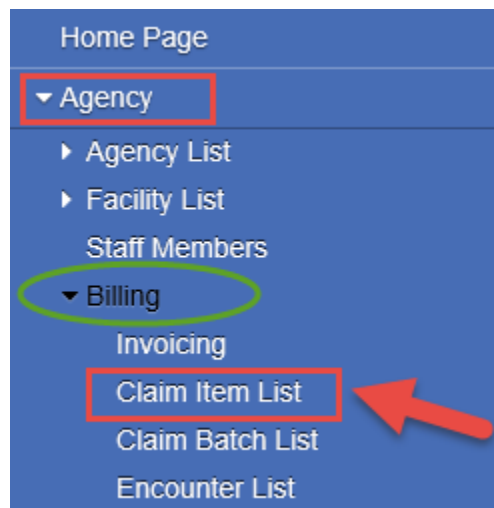 Home Page
Agency
Agency List
Facility List
Staff Members
Billing
Invoicing
Claim Item List
Claim Batch List
Encounter List